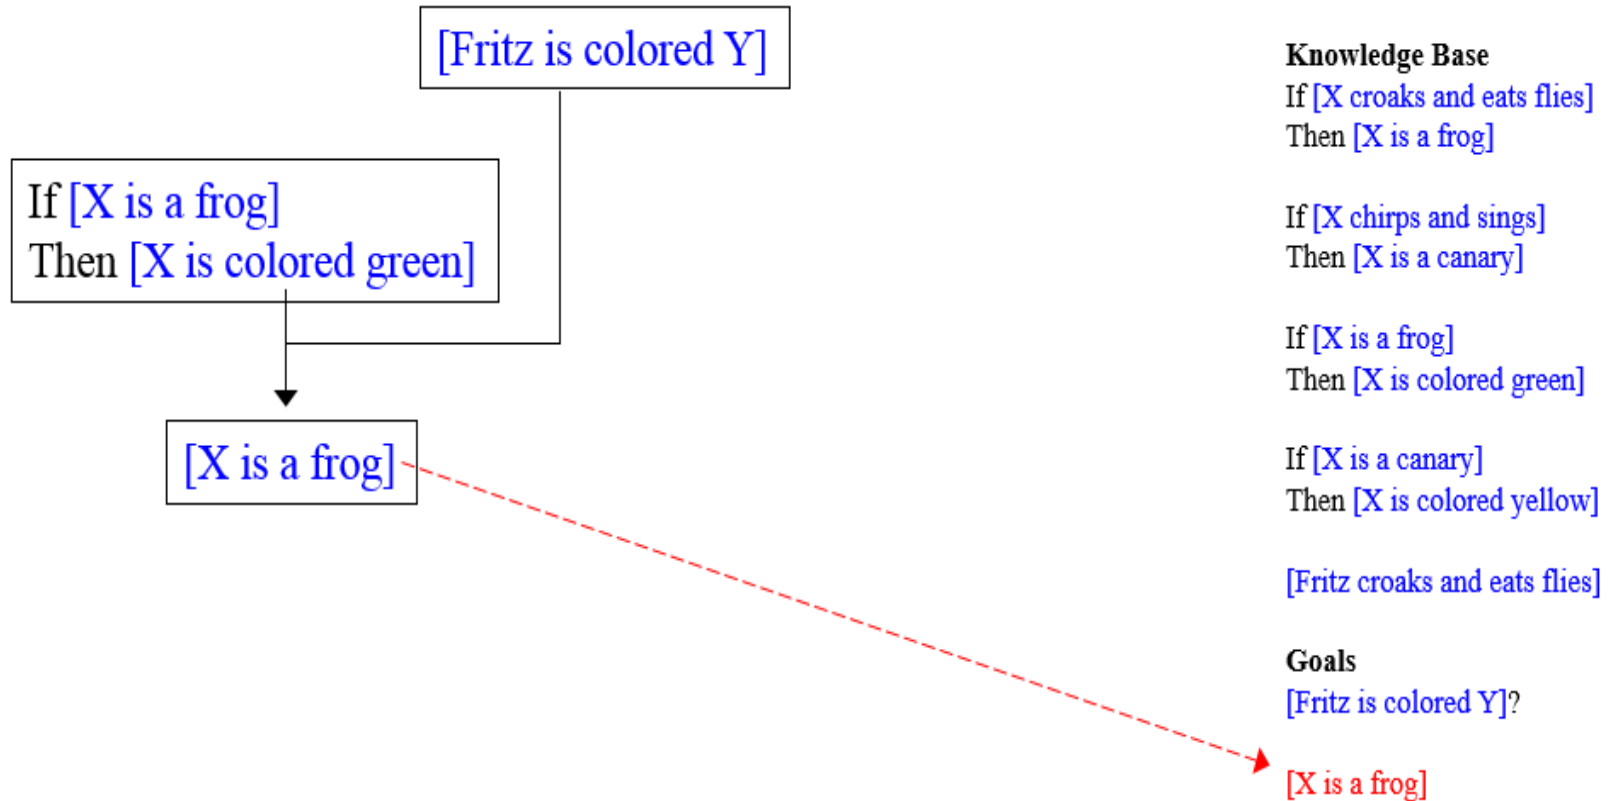 [Fritz is colored Y]
If [X is a frog]
Then [X is colored green]
[X is a frog]
Knowledge Base
If [X croaks and eats flies]
Then [X is a frog]
If [X chirps and sings]
Then [X is a canary]
If [X is a frog]
Then [X is colored green]
If [X is a canary]
Then [X is colored yellow]
[Fritz croaks and eats flies]
Goals
[Fritz is colored Y]?
[X is a frog]